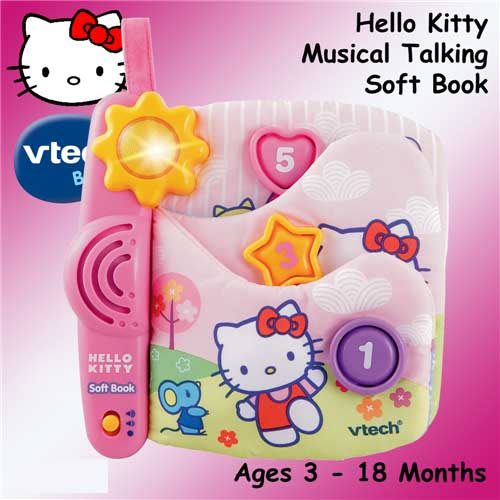 Hello Kitty
Musical Talking
Soft Book
vtech
B
5
3
1
HELLO
KITTY
Soft Book
vtech®
Ages 3 - 18 Months